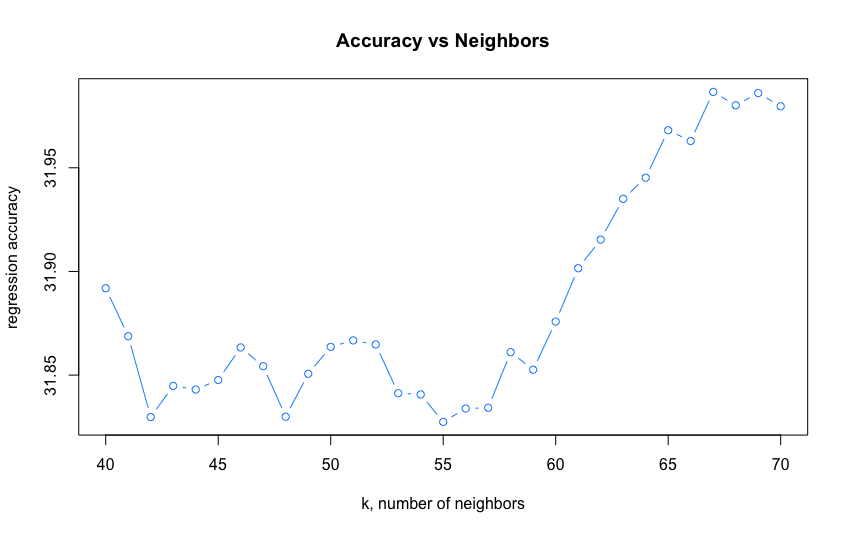 Accuracy vs Neighbors
regression accuracy
31.95
31.90
31.85
40 45 50 55 60 65 70
k, number of neighbors